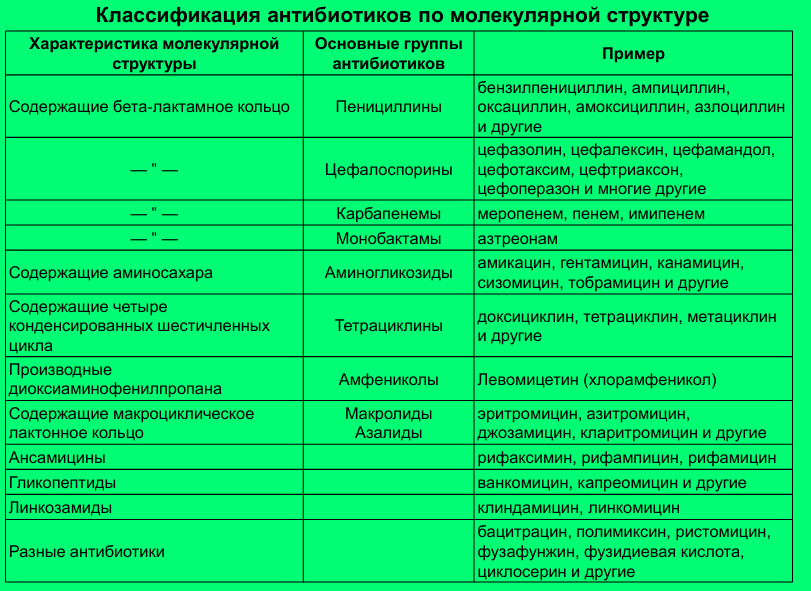 Классификация антибиотиков по молекулярной структуре
Характеристика молекулярной
структуры
Основные группы
антибиотиков
Пример
Содержащие бета-лактамное кольцо
Пенициллины
бензилпенициллин, ампициллин,
оксациллин, амоксициллин, азлоциллин
и другие
— " —
Цефалоспорины
цефазолин, цефалексин, цефамандол,
цефотаксим, цефтриаксон,
цефоперазон и многие другие
— " —
Карбапенемы
меропенем, пенем, имипенем
— " —
Монобактамы
азтреонам
Содержащие аминосахара
Аминогликозиды
амикацин, гентамицин, канамицин,
сизомицин, тобрамицин и другие
Содержащие четыре
конденсированных шестичленных
цикла
Тетрациклины
доксициклин, тетрациклин, метациклин
и другие
Производные
диоксиаминофенилпропана
Амфениколы
Левомицетин (хлорамфеникол)
Содержащие макроциклическое
лактонное кольцо
Макролиды
Азалиды
эритромицин, азитромицин,
джозамицин, кларитромицин и другие
Ансамицины
рифаксимин, рифампицин, рифамицин
Гликопептиды
ванкомицин, капреомицин и другие
Линкозамиды
клиндамицин, линкомицин
Разные антибиотики
бацитрацин, полимиксин, ристомицин,
фузафунжин, фузидиевая кислота,
циклосерин и другие